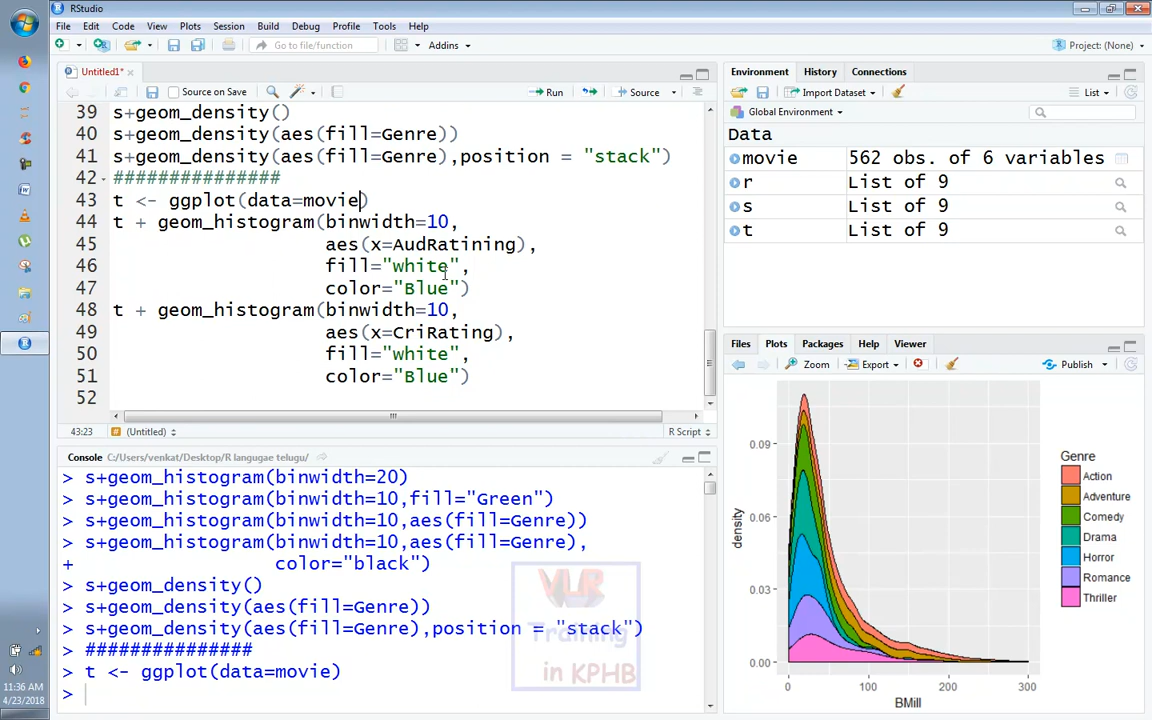 RStudio
File Edit Code View Plots Session Build Debug Profile Tools Help
Go to file/function Addins Project: (None)
Untitled1*
Source on Save Run Source
39 s+geom_density()
40 s+geom_density(aes(fill=Genre))
41 s+geom_density(aes(fill=Genre),position = "stack")
42 ###############
43 t <- ggplot(data=movie)
44 t + geom_histogram(binwidth=10,
45 aes(x=AudRatining),
46 fill="white",
47 color="Blue")
48 t + geom_histogram(binwidth=10,
49 aes(x=CriRating),
50 fill="white",
51 color="Blue")
52
43:23 (Untitled) R Script
Console C:/Users/venkat/Desktop/R langugae telugu/
> s+geom_histogram(binwidth=20)
> s+geom_histogram(binwidth=10,fill="Green")
> s+geom_histogram(binwidth=10,aes(fill=Genre))
> s+geom_histogram(binwidth=10,aes(fill=Genre),
+ color="black")
> s+geom_density()
> s+geom_density(aes(fill=Genre))
> s+geom_density(aes(fill=Genre),position = "stack")
> ###############
> t <- ggplot(data=movie)
>
VLR
Training
in KPHB
Environment History Connections
Import Dataset List
Global Environment
Data
movie 562 obs. of 6 variables
r List of 9
s List of 9
t List of 9
Files Plots Packages Help Viewer
Zoom Export Publish
0.09
0.06
0.03
0.00
density
0 100 200 300
BMill
Genre
Action
Adventure
Comedy
Drama
Horror
Romance
Thriller
11:36 AM
4/23/2018